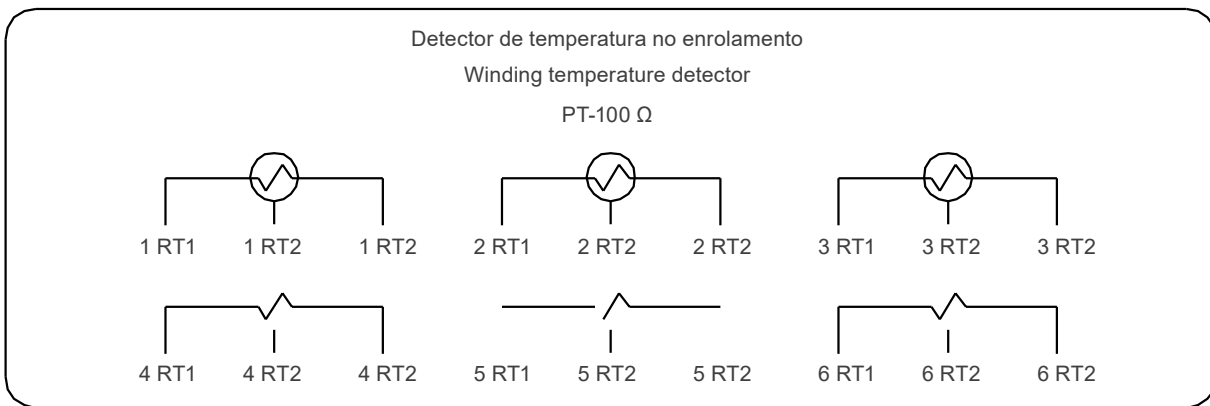 Detector de temperatura no enrolamento
Winding temperature detector
PT-100 Ω
1 RT1 1 RT2 1 RT2 2 RT1 2 RT2 2 RT2 3 RT1 3 RT2 3 RT2
4 RT1 4 RT2 4 RT2 5 RT1 5 RT2 5 RT2 6 RT1 6 RT2 6 RT2